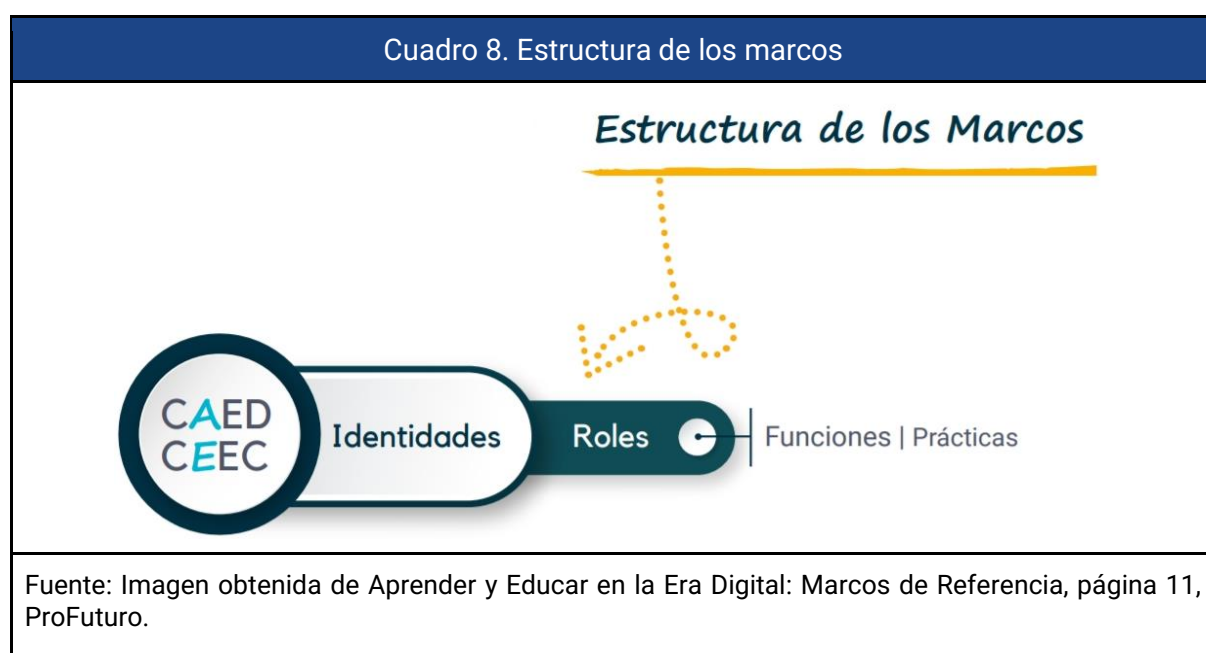 Cuadro 8. Estructura de los marcos
Estructura de los Marcos
CAED
CEEC
Identidades
Roles
Funciones | Prácticas
Fuente: Imagen obtenida de Aprender y Educar en la Era Digital: Marcos de Referencia, página 11,
ProFuturo.